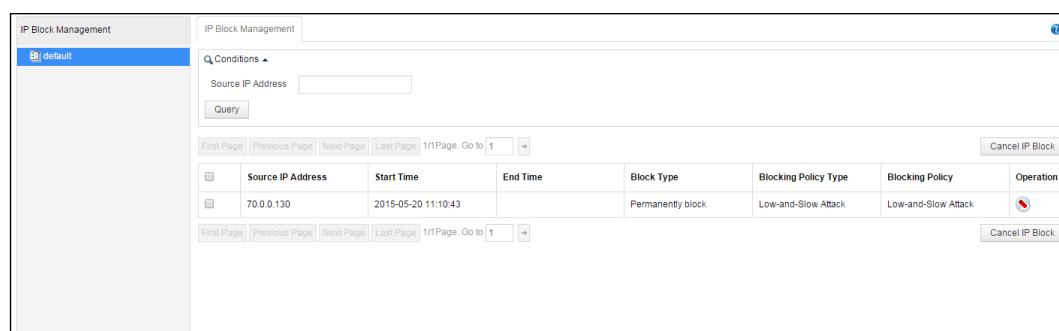 IP Block Management
default
IP Block Management
?
Conditions
Source IP Address
Query
First Page Previous Page Next Page Last Page 1/1Page. Go to 1
Cancel IP Block
Source IP Address Start Time End Time Block Type Blocking Policy Type Blocking Policy Operation
70.0.0.130 2015-05-20 11:10:43 Permanently block Low-and-Slow Attack Low-and-Slow Attack
First Page Previous Page Next Page Last Page 1/1Page. Go to 1
Cancel IP Block